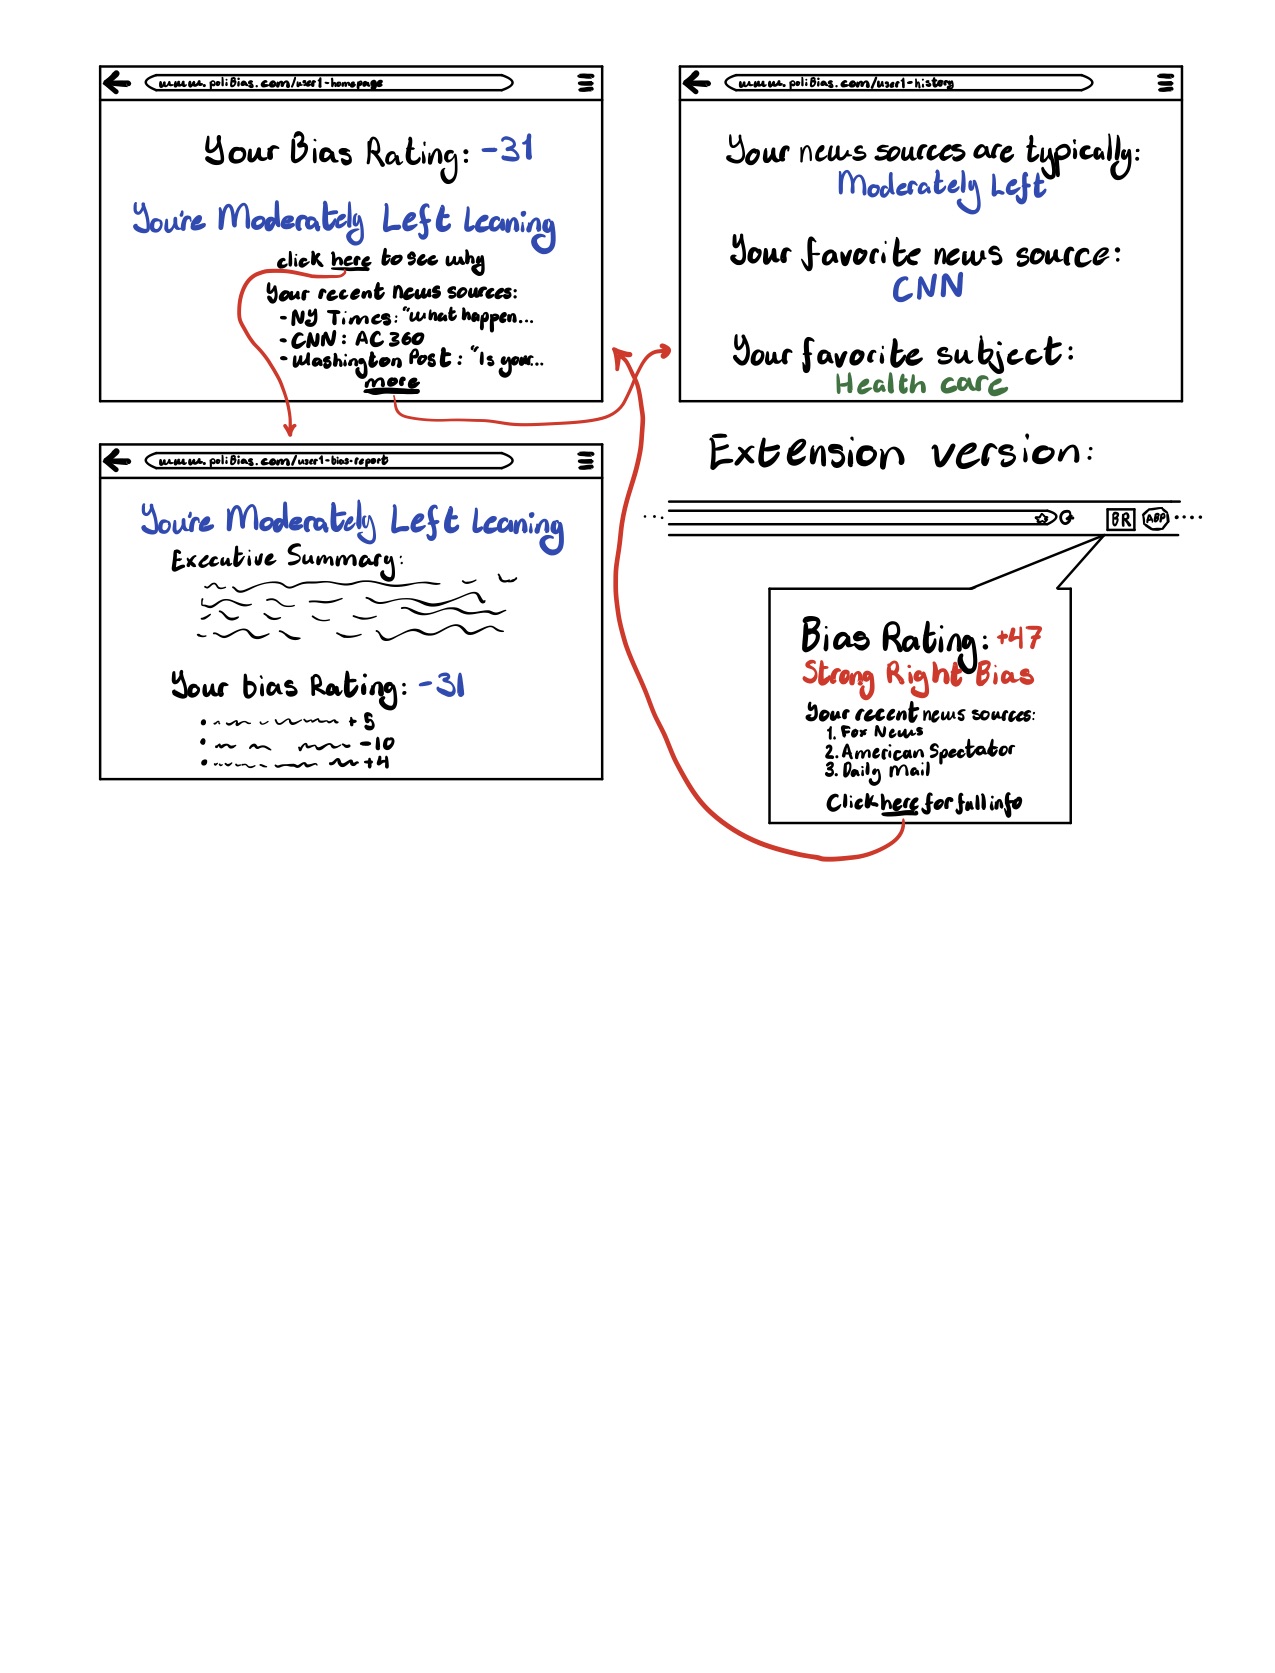 www.poliBias.com/user1-homepage
Your Bias Rating: -31
You're Moderately Left Leaning
click here to see why
Your recent news sources:
- NY Times: "What happen...
- CNN: AC 360
- Washington Post: "Is your...
more
www.poliBias.com/user1-history
Your news sources are typically:
Moderately Left
Your favorite news source:
CNN
Your favorite subject:
Health care
www.poliBias.com/user1-bias-report
You're Moderately Left Leaning
Executive Summary:
Your bias Rating: -31
+5
-10
+4
Extension version:
BR ABP
Bias Rating: +47
Strong Right Bias
Your recent news sources:
1. Fox News
2. American Spectator
3. Daily Mail
Click here for full info